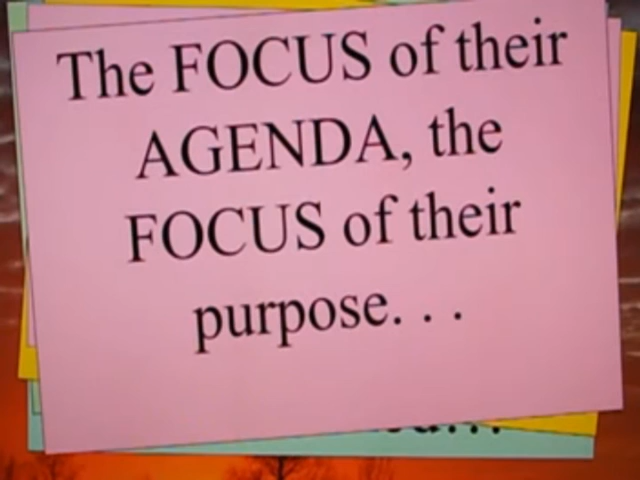 The FOCUS of their
AGENDA, the
FOCUS of their
purpose. . .